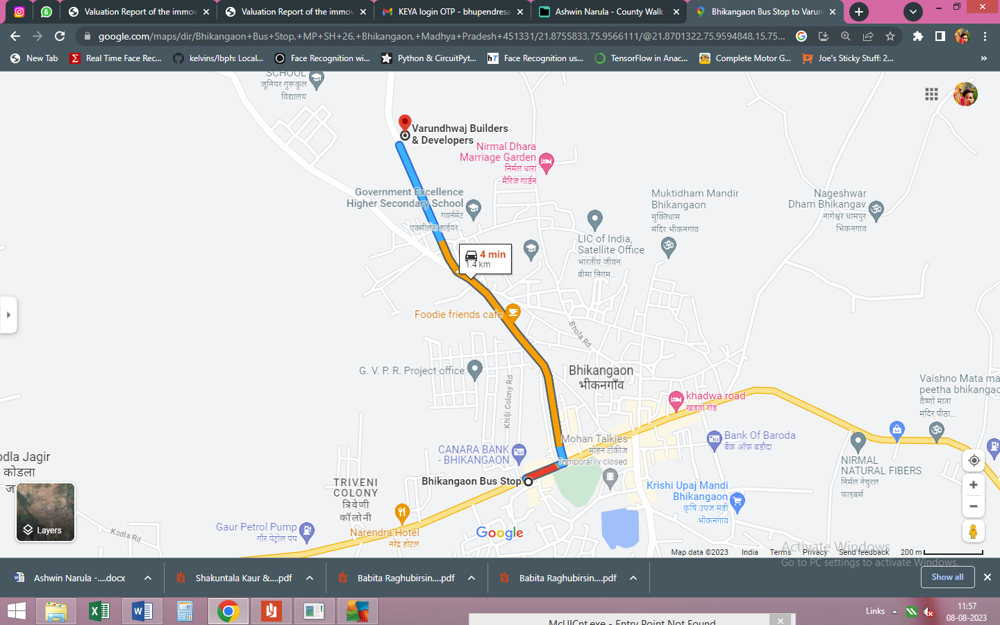 Valuation Report of the immov
Valuation Report of the immov
KEYA login OTP - bhupendresa
Ashwin Narula - County Walk
Bhikangaon Bus Stop to Varun
google.com/maps/dir/Bhikangaon+Bus+Stop,+MP+SH+26,+Bhikangaon,+Madhya+Pradesh+451331/21.8755833,75.9566111/@21.8701322,75.9594848,15.75...
New Tab
Real Time Face Rec...
kelvins/lbph: Local...
Face Recognition wi...
Python & CircuitPyt...
Face Recognition us...
TensorFlow in Anac...
Complete Motor G...
Joe's Sticky Stuff: 2...
»
SCHOOL
जूनियर गुरूकुल
विद्यालय
Varundhwaj Builders
& Developers
Nirmal Dhara
Marriage Garden
निर्मल धारा
मैरिज गार्डन
Government Excellence
Higher Secondary School
गवर्नमेंट
एक्सीलेंस हाईयर...
Muktidham Mandir
Bhikangaon
मुक्तिधाम
मंदिर भीकनगांव
Nageshwar
Dham Bhikangav
नागेश्वर धामपुर
भिकनगाव
LIC of India,
Satellite Office
भारतीय जीवन
बीमा निगम...
4 min
1.4 km
Foodie friends cafe
Bhola Rd
G. V. P. R. Project office
Bhikangaon
भीकनगाँव
Khilji Colony Rd
khadwa road
खडवा रोड
Vaishno Mata ma
peetha bhikangao
वैष्णो माता
मंदिर पीठा...
Mohan Talkies
मोहन टॉकीज
Temporarily closed
Bank Of Baroda
बैंक ऑफ़ बड़ौदा
CANARA BANK
- BHIKANGAON
odla Jagir
कोडला
ज
NIRMAL
NATURAL FIBERS
निर्मल नेचुरल
फाइबर्स
Bhikangaon Bus Stop
TRIVENI
COLONY
त्रिवेणी
कॉलोनी
Krishi Upaj Mandi
Bhikangaon
कृषि उपज मंडी
भीकनगांव
Gaur Petrol Pump
गौर पेट्रोल पंप
Narendra Hotel
नरेंद्र होटल
Kodla Rd
Layers
Google
Activate Windows
Go to PC settings to activate Windows.
Map data ©2023
India
Terms
Privacy
Send feedback
200 m
Ashwin Narula -....docx
Shakuntala Kaur &....pdf
Babita Raghubirsin....pdf
Babita Raghubirsin....pdf
Show all
Links
11:57
08-08-2023
McUICnt.exe - Entry Point Not Found